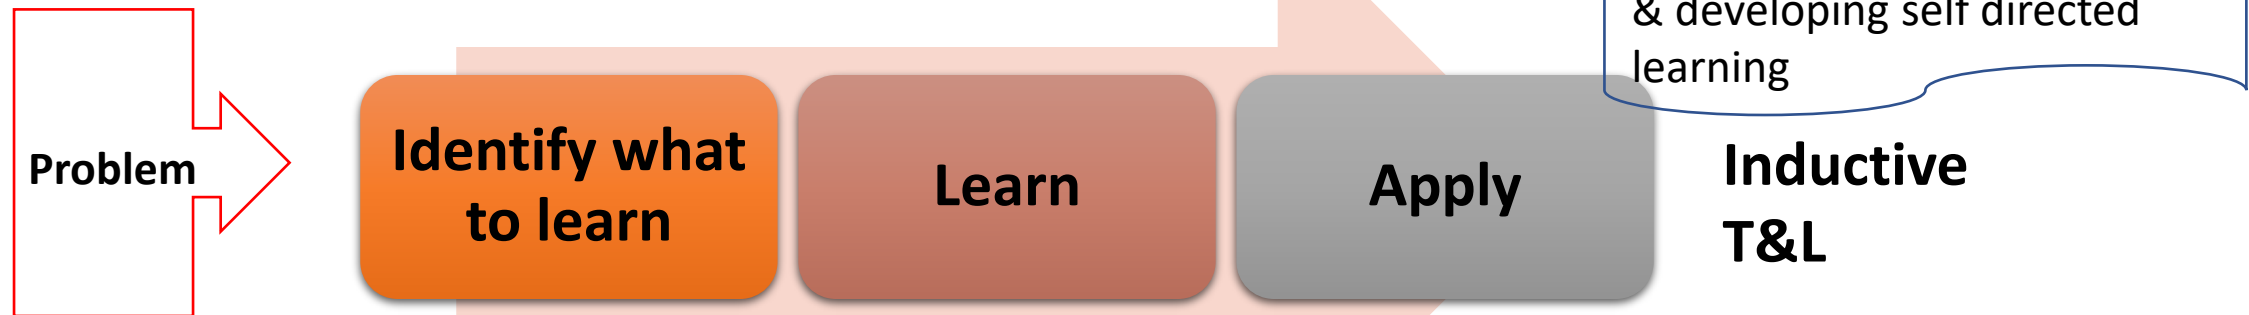 & developing self directed
learning
Problem
Identify what
to learn
Learn
Apply
Inductive
T&L